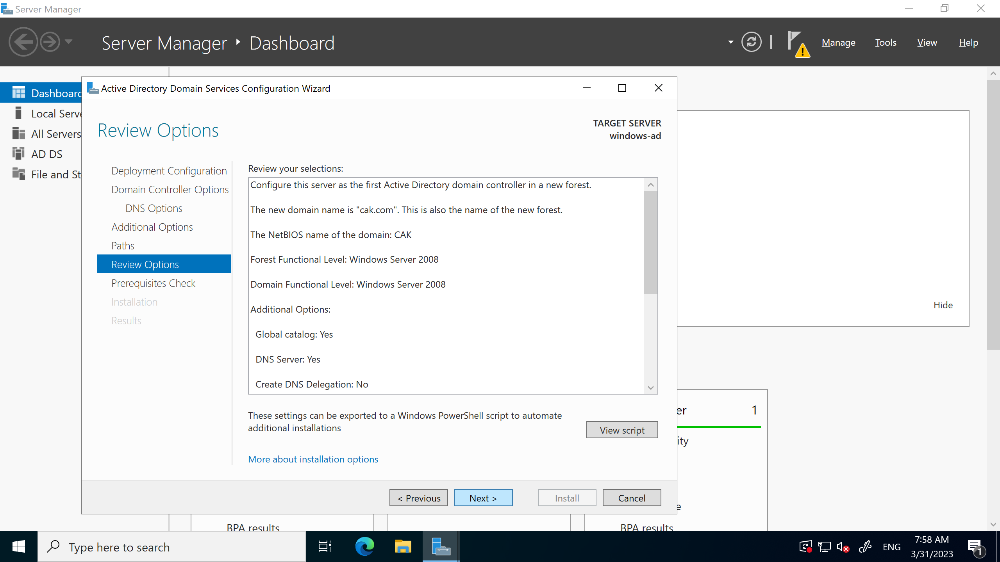 Server Manager
Server Manager
Dashboard
Manage
Tools
View
Help
Dashboard
Local Serve
All Servers
AD DS
File and St
Active Directory Domain Services Configuration Wizard
Review Options
TARGET SERVER
windows-ad
Deployment Configuration
Domain Controller Options
DNS Options
Additional Options
Paths
Review Options
Prerequisites Check
Installation
Results
Review your selections:
Configure this server as the first Active Directory domain controller in a new forest.
The new domain name is "cak.com". This is also the name of the new forest.
The NetBIOS name of the domain: CAK
Forest Functional Level: Windows Server 2008
Domain Functional Level: Windows Server 2008
Additional Options:
Global catalog: Yes
DNS Server: Yes
Create DNS Delegation: No
These settings can be exported to a Windows PowerShell script to automate
additional installations
View script
More about installation options
< Previous
Next >
Install
Cancel
Hide
er
1
ity
e
BPA results
BPA results
Type here to search
ENG
7:58 AM
3/31/2023
1